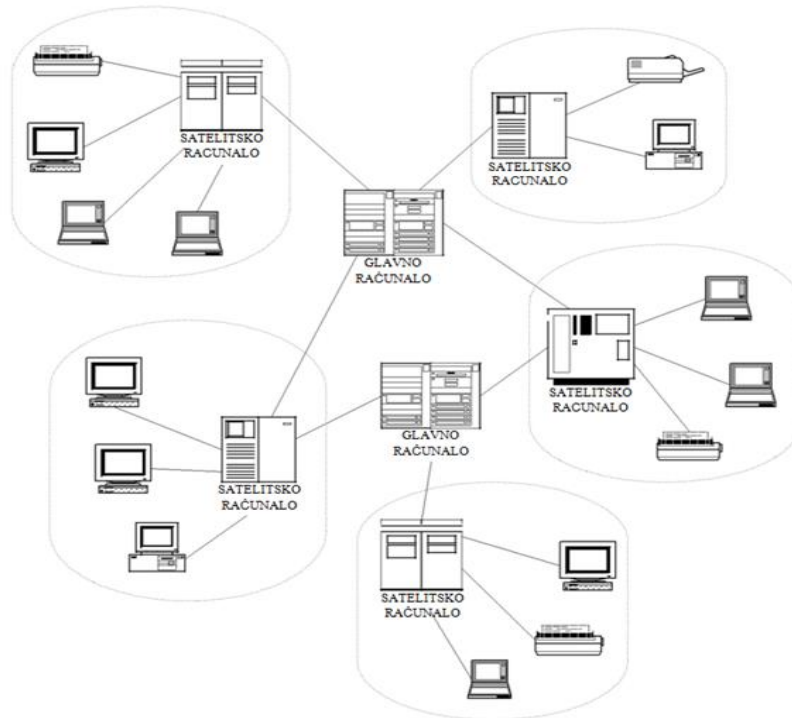 SATELITSKO
RACUNALO
SATELITSKO
RACUNALO
GLAVNO
RAČUNALO
SATELITSKO
RACUNALO
GLAVNO
RAČUNALO
SATELITSKO
RAČUNALO
SATELITSKO
RAČUNALO